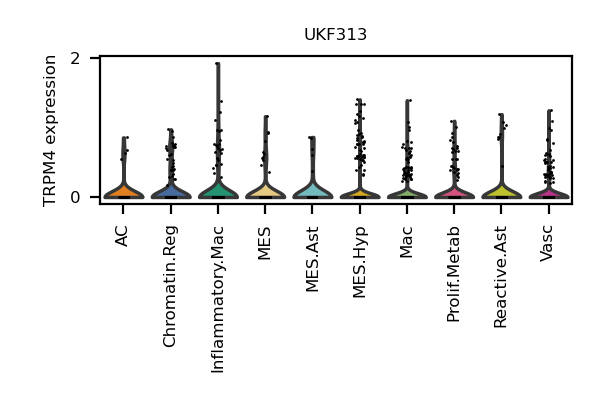 UKF313
TRPM4 expression
2
0
AC
Chromatin.Reg
Inflammatory.Mac
MES
MES.Ast
MES.Hyp
Mac
Prolif.Metab
Reactive.Ast
Vasc